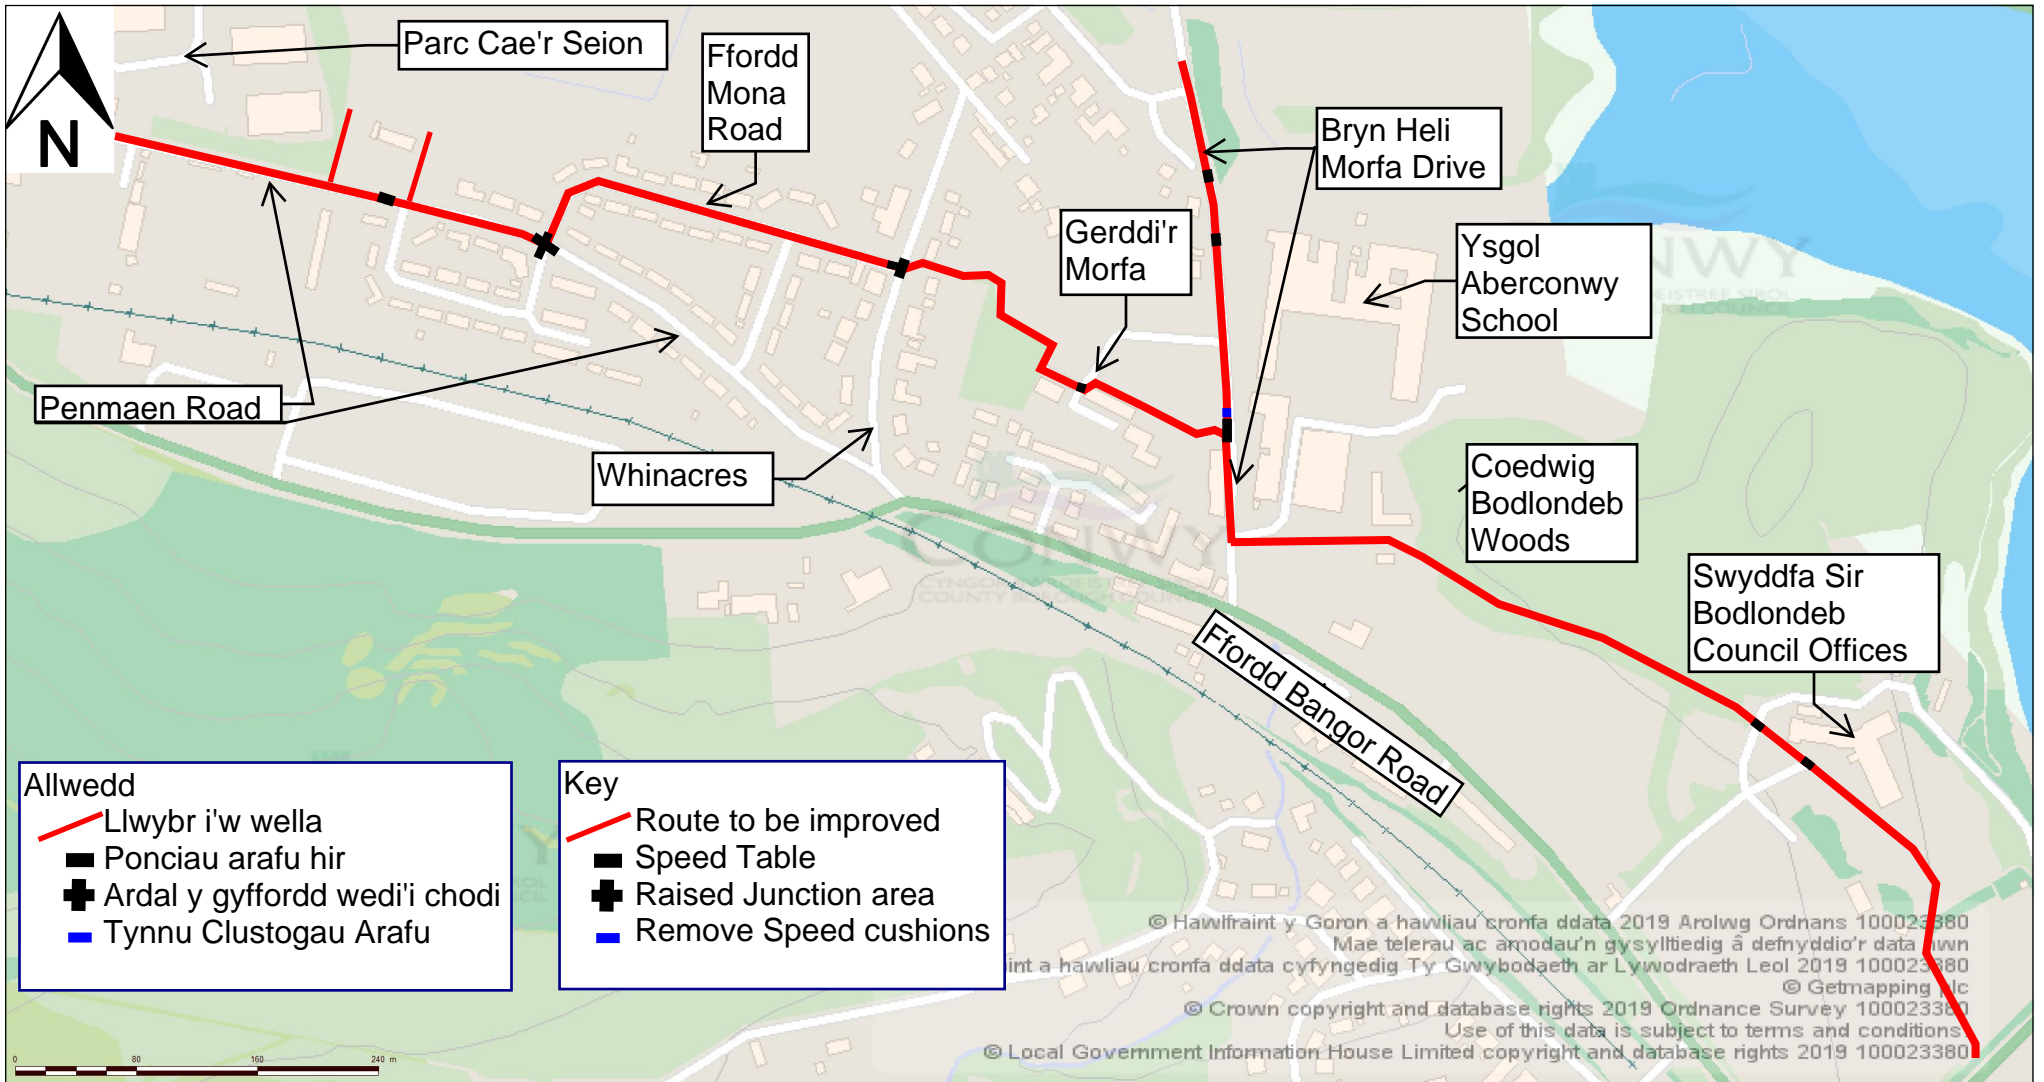 Parc Cae'r Seion
Ffordd
Mona
Road
N
Bryn Heli
Morfa Drive
Gerddi'r
Morfa
Ysgol
Aberconwy
School
Penmaen Road
Whinacres
Coedwig
Bodlondeb
Woods
Swyddfa Sir
Bodlondeb
Council Offices
Ffordd Bangor Road
CONWY
COUNTY BOROUGH COUNCIL
Allwedd
Llwybr i'w wella
Ponciau arafu hir
Ardal y gyffordd wedi'i chodi
Tynnu Clustogau Arafu
Key
Route to be improved
Speed Table
Raised Junction area
Remove Speed cushions
© Hawlfraint y Goron a hawliau cronfa ddata 2019 Arolwg Ordnans 100023380
Mae telerau ac amodau'n gysylltiedig â defnyddio'r data hwn
int a hawliau cronfa ddata cyfyngedig Ty Gwybodaeth ar Lywodraeth Leol 2019 100023380
© Getmapping plc
© Crown copyright and database rights 2019 Ordnance Survey 100023380
Use of this data is subject to terms and conditions
© Local Government Information House Limited copyright and database rights 2019 100023380
0 80 160 240 m